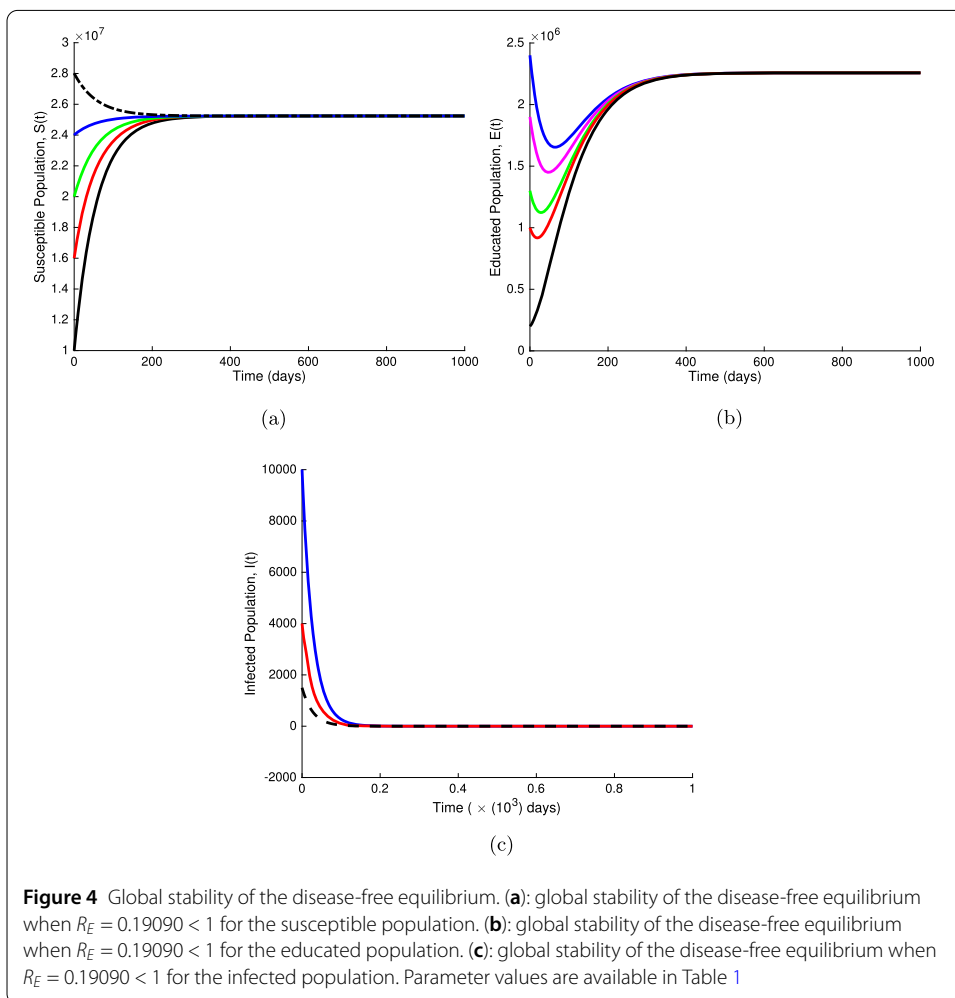 ×10⁷
3
2.8
2.6
2.4
2.2
2
1.8
1.6
1.4
1.2
1
Susceptible Population, S(t)
0 200 400 600 800 1000
Time (days)
(a)
×10⁶
2.5
2
1.5
1
0.5
0
Educated Population, E(t)
0 200 400 600 800 1000
Time (days)
(b)
10000
8000
6000
4000
2000
0
-2000
Infected Population, I(t)
0 0.2 0.4 0.6 0.8 1
Time ( × (10³) days)
(c)
Figure 4 Global stability of the disease-free equilibrium. (a): global stability of the disease-free equilibrium
when R_E = 0.19090 < 1 for the susceptible population. (b): global stability of the disease-free equilibrium
when R_E = 0.19090 < 1 for the educated population. (c): global stability of the disease-free equilibrium when
R_E = 0.19090 < 1 for the infected population. Parameter values are available in Table 1